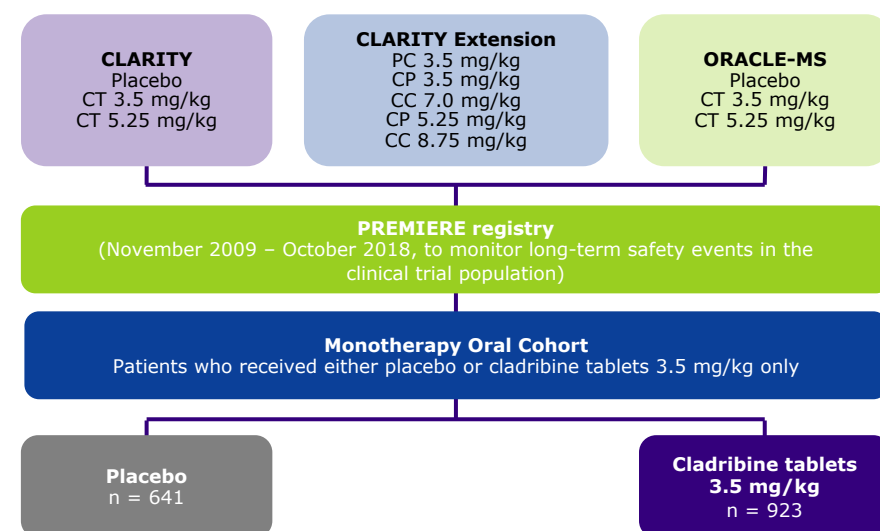 CLARITY
Placebo
CT 3.5 mg/kg
CT 5.25 mg/kg
CLARITY Extension
PC 3.5 mg/kg
CP 3.5 mg/kg
CC 7.0 mg/kg
CP 5.25 mg/kg
CC 8.75 mg/kg
ORACLE-MS
Placebo
CT 3.5 mg/kg
CT 5.25 mg/kg
PREMIERE registry
(November 2009 – October 2018, to monitor long-term safety events in the
clinical trial population)
Monotherapy Oral Cohort
Patients who received either placebo or cladribine tablets 3.5 mg/kg only
Placebo
n = 641
Cladribine tablets
3.5 mg/kg
n = 923